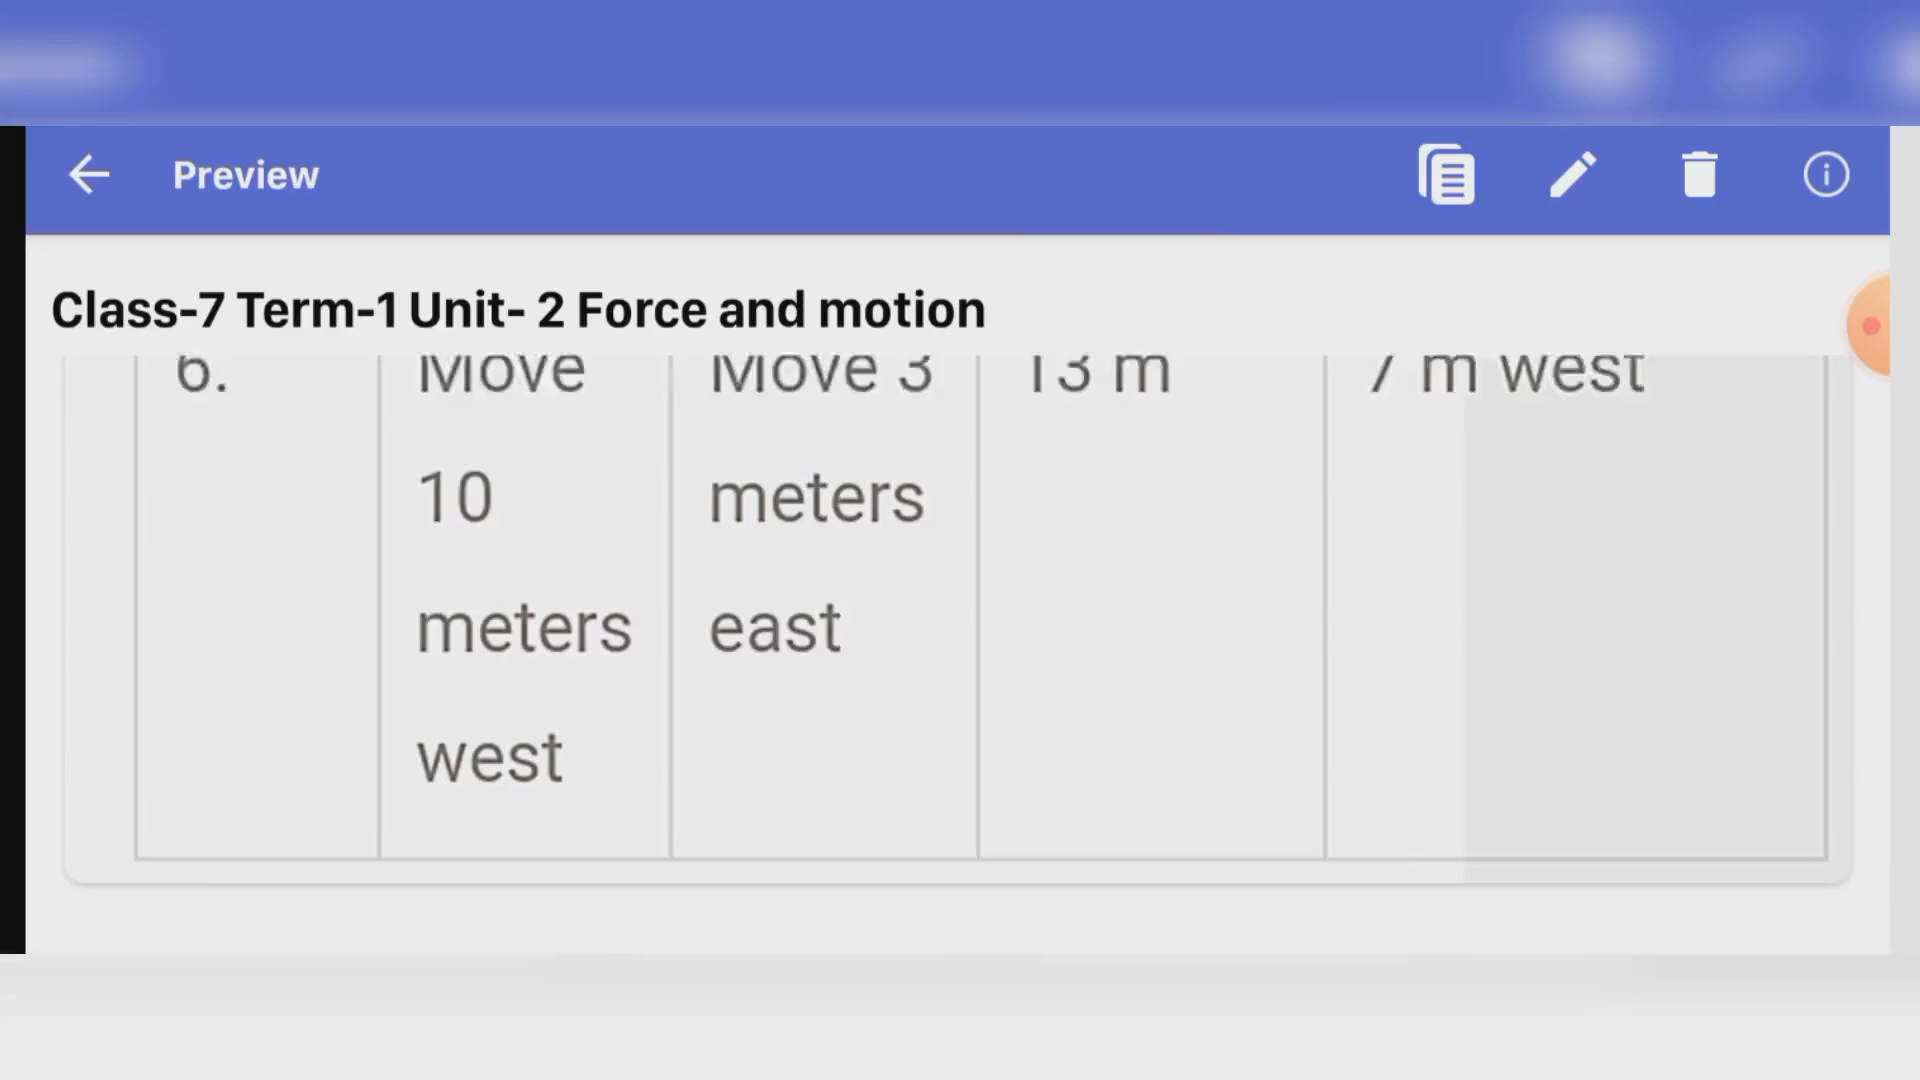 Preview
Class-7 Term-1 Unit- 2 Force and motion
6. Move Move 3 13 m 7 m west
10 meters
meters east
west